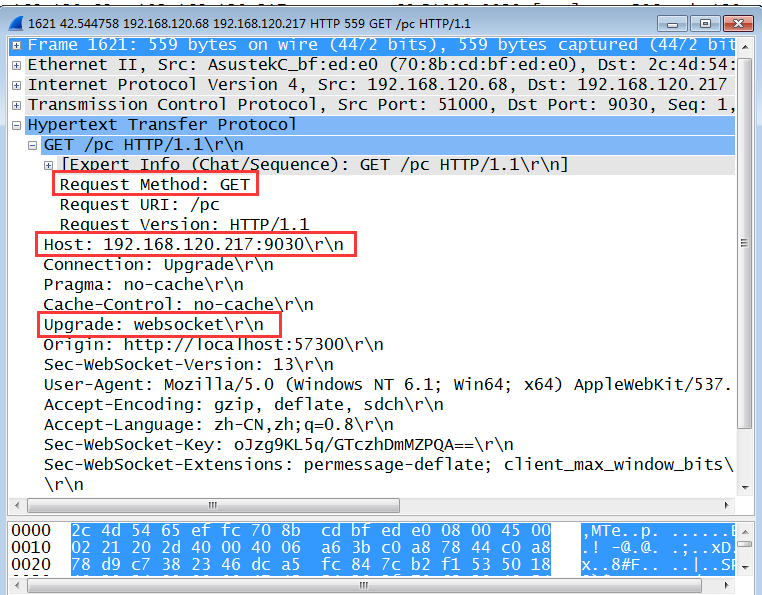 1621 42.544758 192.168.120.68 192.168.120.217 HTTP 559 GET /pc HTTP/1.1
Frame 1621: 559 bytes on wire (4472 bits), 559 bytes captured (4472 bit
Ethernet II, Src: AsustekC_bf:ed:e0 (70:8b:cd:bf:ed:e0), Dst: 2c:4d:54:
Internet Protocol Version 4, Src: 192.168.120.68, Dst: 192.168.120.217
Transmission Control Protocol, Src Port: 51000, Dst Port: 9030, Seq: 1,
Hypertext Transfer Protocol
GET /pc HTTP/1.1\r\n
[Expert Info (Chat/Sequence): GET /pc HTTP/1.1\r\n]
Request Method: GET
Request URI: /pc
Request Version: HTTP/1.1
Host: 192.168.120.217:9030\r\n
Connection: Upgrade\r\n
Pragma: no-cache\r\n
Cache-Control: no-cache\r\n
Upgrade: websocket\r\n
Origin: http://localhost:57300\r\n
Sec-WebSocket-Version: 13\r\n
User-Agent: Mozilla/5.0 (Windows NT 6.1; Win64; x64) AppleWebKit/537.
Accept-Encoding: gzip, deflate, sdch\r\n
Accept-Language: zh-CN,zh;q=0.8\r\n
Sec-WebSocket-Key: oJzg9KL5q/GTczhDmMZPQA==\r\n
Sec-WebSocket-Extensions: permessage-deflate; client_max_window_bits\
\r\n
0000 2c 4d 54 65 ef fc 70 8b cd bf ed e0 08 00 45 00 ,MTe..p. ......E
0010 02 21 20 2d 40 00 40 06 a6 3b c0 a8 78 44 c0 a8 .! -@.@. .;..xD.
0020 78 d9 c7 38 23 46 dc a5 fc 84 7c b2 f1 53 50 18 x..8#F.. ..|..SP